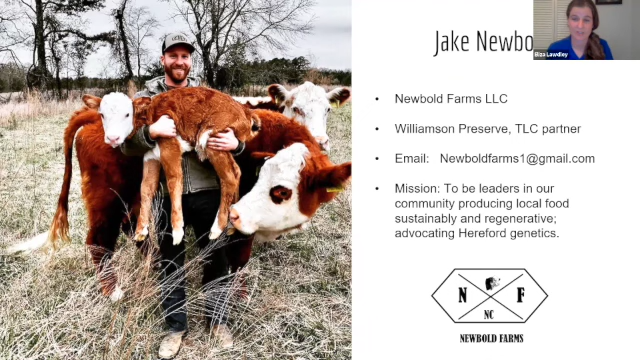 Jake Newbo
Iliza Lawdley
• Newbold Farms LLC
• Williamson Preserve, TLC partner
• Email: Newboldfarms1@gmail.com
• Mission: To be leaders in our
community producing local food
sustainably and regenerative;
advocating Hereford genetics.
N F
NC
NEWBOLD FARMS